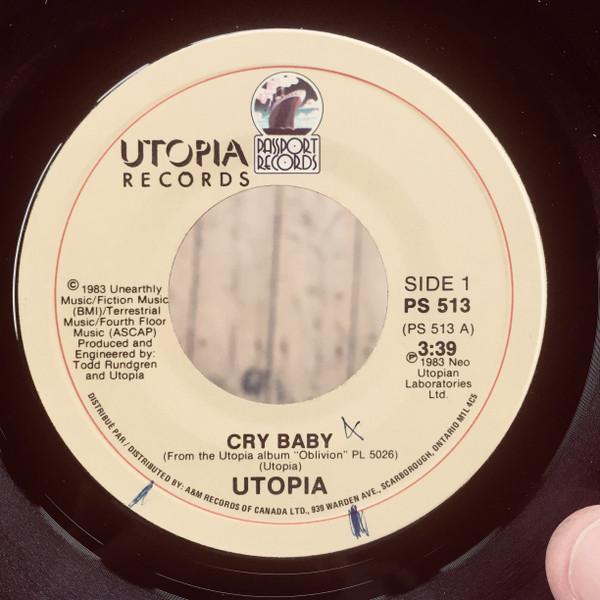 UTOPIA
RECORDS
PASSPORT
RECORDS
© 1983 Unearthly
Music/Fiction Music
(BMI)/Terrestrial
Music/Fourth Floor
Music (ASCAP)
Produced and
Engineered by:
Todd Rundgren
and Utopia
SIDE 1
PS 513
(PS 513 A)
3:39
℗ 1983 Neo
Utopian
Laboratories
Ltd.
CRY BABY
(From the Utopia album "Oblivion" PL 5026)
(Utopia)
UTOPIA
DISTRIBUÉ PAR / DISTRIBUTED BY: A&M RECORDS OF CANADA LTD., 939 WARDEN AVE., SCARBOROUGH, ONTARIO M1L 4C5